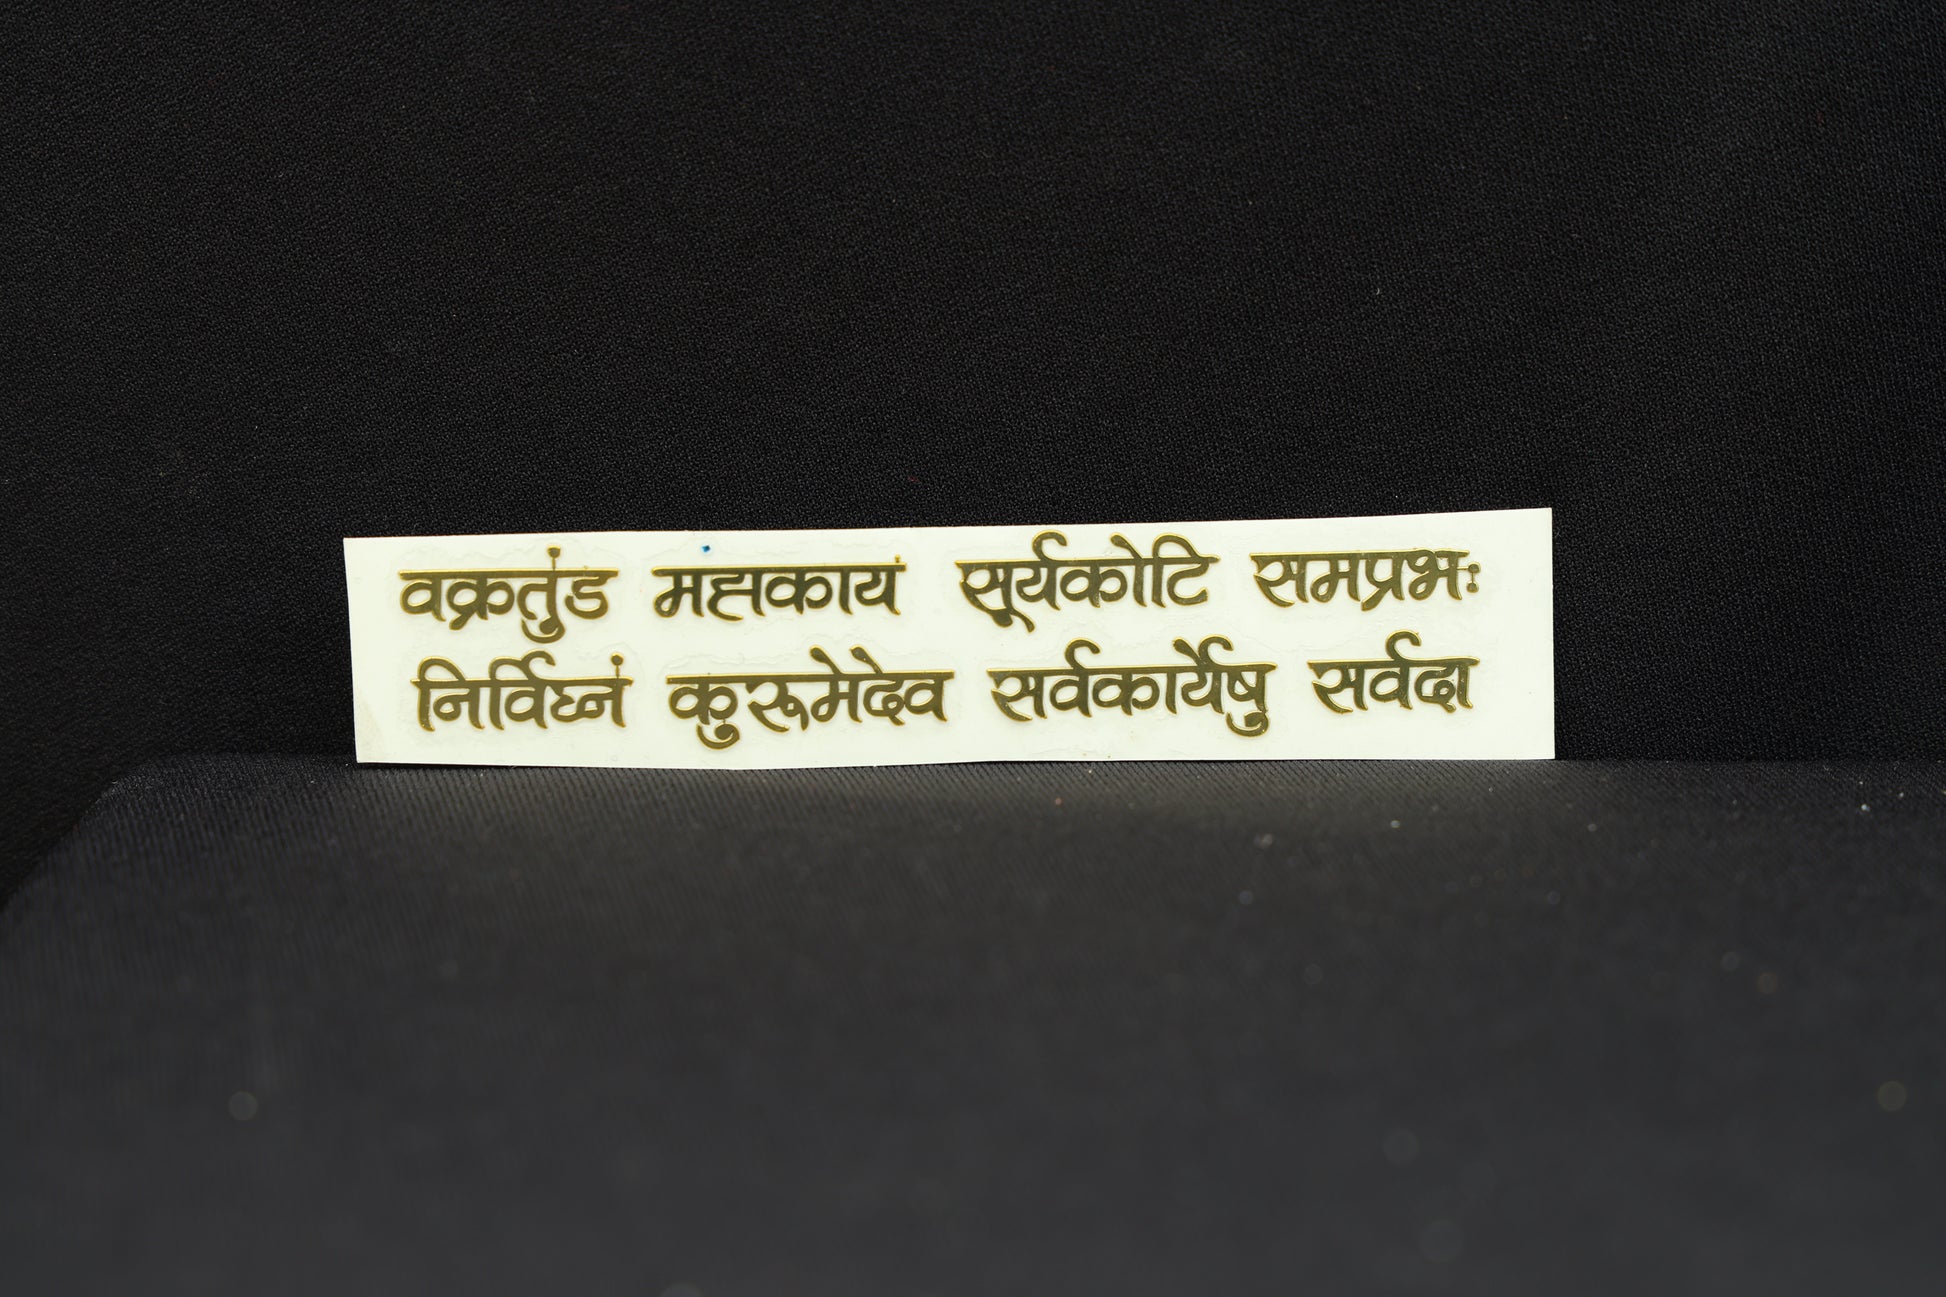 वक्रतुंड महाकायं सूर्यकोटि समप्रभः
निर्विघ्नं कुरूमेदेव सर्वकार्येषु सर्वदा